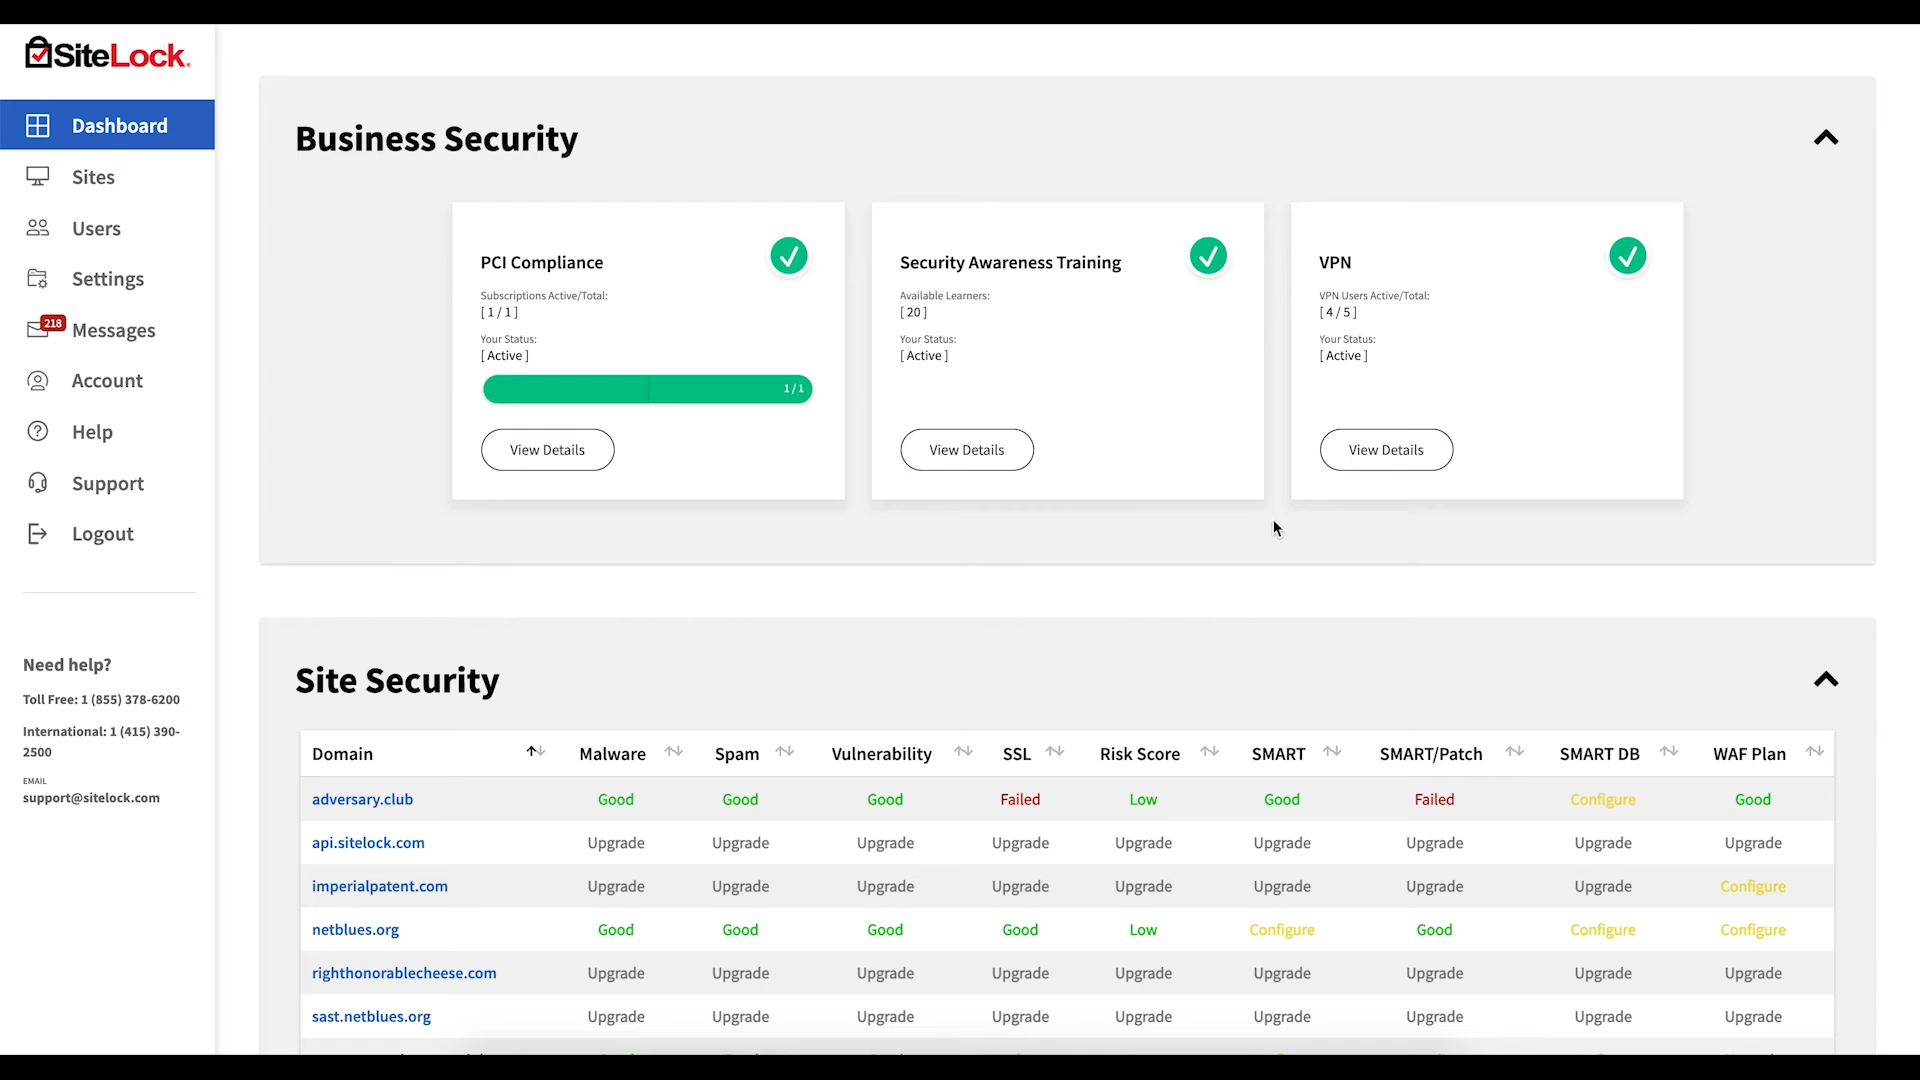 SiteLock
Dashboard
Sites
Users
Settings
218
Messages
Account
Help
Support
Logout
Need help?
Toll Free: 1 (855) 378-6200
International: 1 (415) 390-
2500
EMAIL
support@sitelock.com
Business Security
PCI Compliance
Subscriptions Active/Total:
[ 1 / 1 ]
Your Status:
[ Active ]
1 / 1
View Details
Security Awareness Training
Available Learners:
[ 20 ]
Your Status:
[ Active ]
View Details
VPN
VPN Users Active/Total:
[ 4 / 5 ]
Your Status:
[ Active ]
View Details
Site Security
Domain Malware Spam Vulnerability SSL Risk Score SMART SMART/Patch SMART DB WAF Plan
adversary.club Good Good Good Failed Low Good Failed Configure Good
api.sitelock.com Upgrade Upgrade Upgrade Upgrade Upgrade Upgrade Upgrade Upgrade Upgrade
imperialpatent.com Upgrade Upgrade Upgrade Upgrade Upgrade Upgrade Upgrade Upgrade Configure
netblues.org Good Good Good Good Low Configure Good Configure Configure
righthonorablecheese.com Upgrade Upgrade Upgrade Upgrade Upgrade Upgrade Upgrade Upgrade Upgrade
sast.netblues.org Upgrade Upgrade Upgrade Upgrade Upgrade Upgrade Upgrade Upgrade Upgrade